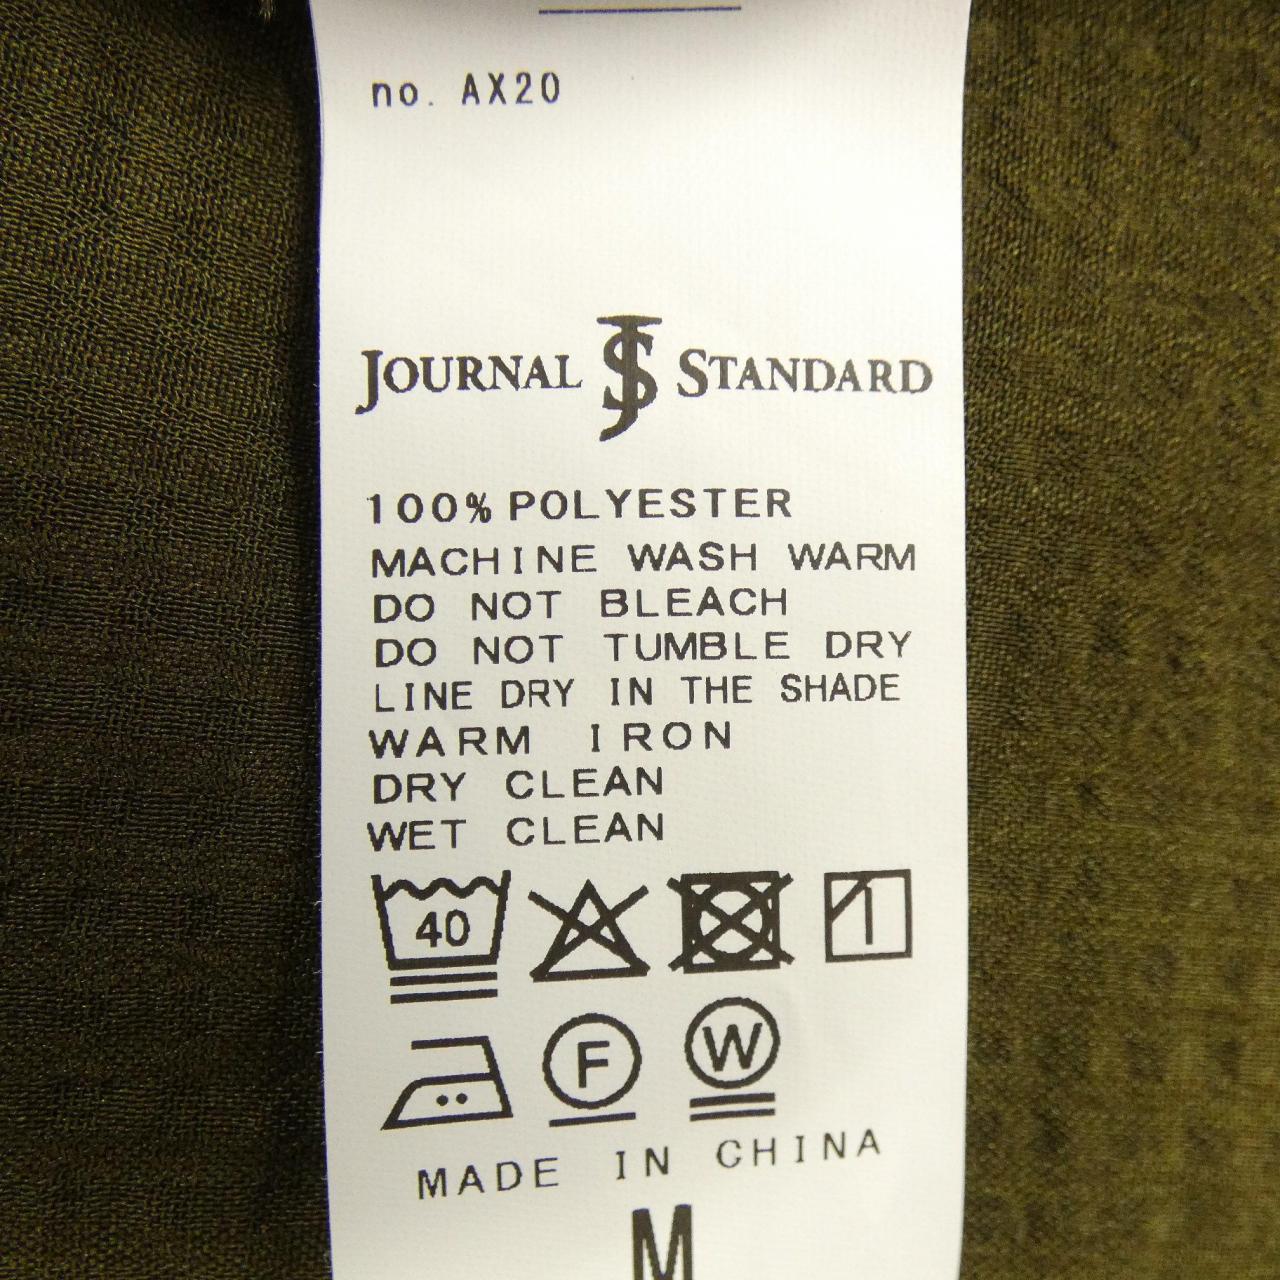 no. AX20
JOURNAL JS STANDARD
100% POLYESTER
MACHINE WASH WARM
DO NOT BLEACH
DO NOT TUMBLE DRY
LINE DRY IN THE SHADE
WARM IRON
DRY CLEAN
WET CLEAN
40
F W
MADE IN CHINA
M